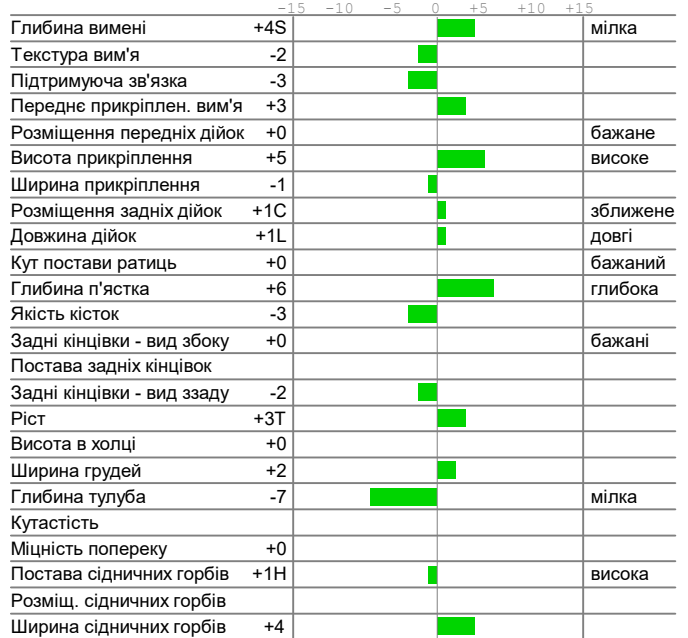 -15 -10 -5 0 +5 +10 +15
Глибина вимені +4S мілка
Текстура вим'я -2
Підтримуюча зв'язка -3
Переднє прикріплен. вим'я +3
Розміщення передніх дійок +0 бажане
Висота прикріплення +5 високе
Ширина прикріплення -1
Розміщення задніх дійок +1C зближене
Довжина дійок +1L довгі
Кут постави ратиць +0 бажаний
Глибина п'ястка +6 глибока
Якість кісток -3
Задні кінцівки - вид збоку +0 бажані
Постава задніх кінцівок
Задні кінцівки - вид ззаду -2
Ріст +3T
Висота в холці +0
Ширина грудей +2
Глибина тулуба -7 мілка
Кутастість
Міцність попереку +0
Постава сідничних горбів +1H висока
Розміщ. сідничних горбів
Ширина сідничних горбів +4